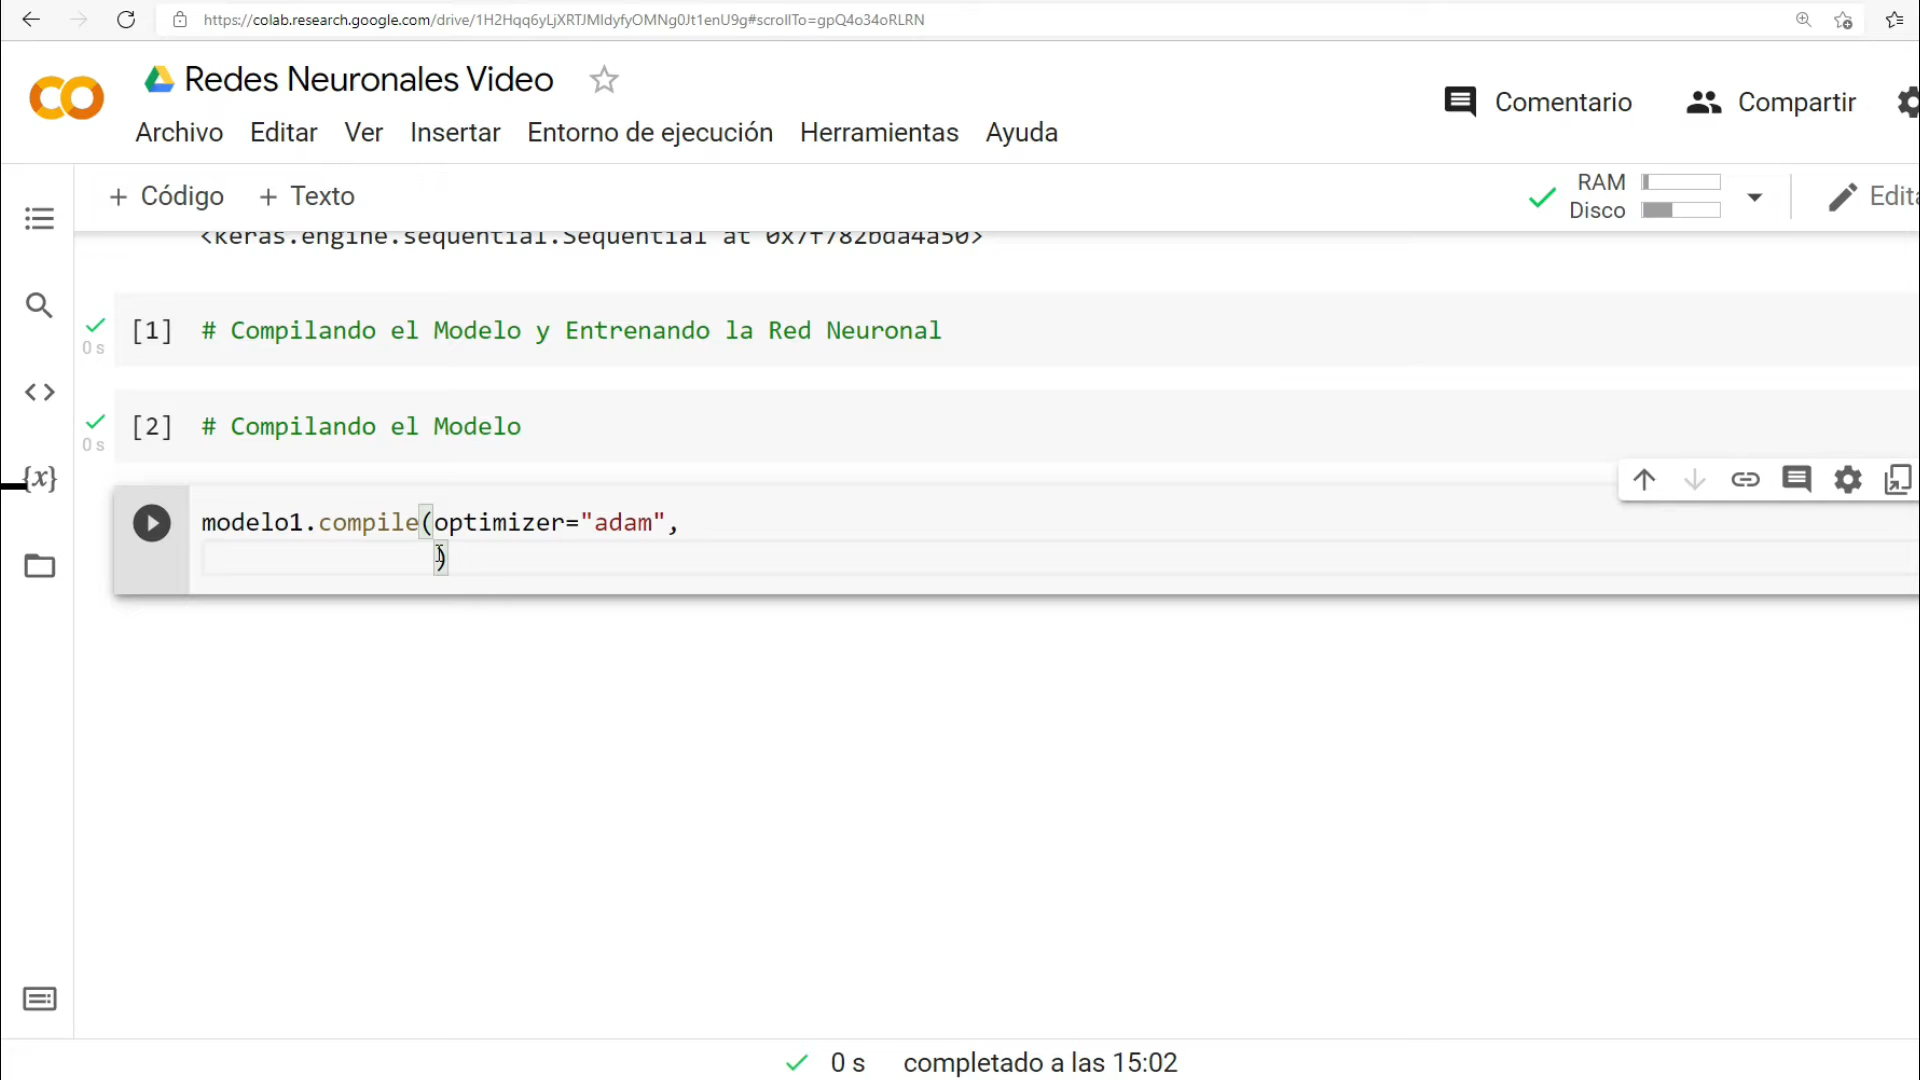 https://colab.research.google.com/drive/1H2Hqq6yLjXRTJMIdyfyOMNg0Jt1enU9g#scrollTo=gpQ4o34oRLRN
Redes Neuronales Video
Comentario
Compartir
Archivo Editar Ver Insertar Entorno de ejecución Herramientas Ayuda
+ Código + Texto
RAM
Disco
Edita
<keras.engine.sequential.Sequential at 0x7f782bda4a50>
[1] # Compilando el Modelo y Entrenando la Red Neuronal
0 s
[2] # Compilando el Modelo
0 s
{x}
modelo1.compile(optimizer="adam",
)
0 s completado a las 15:02